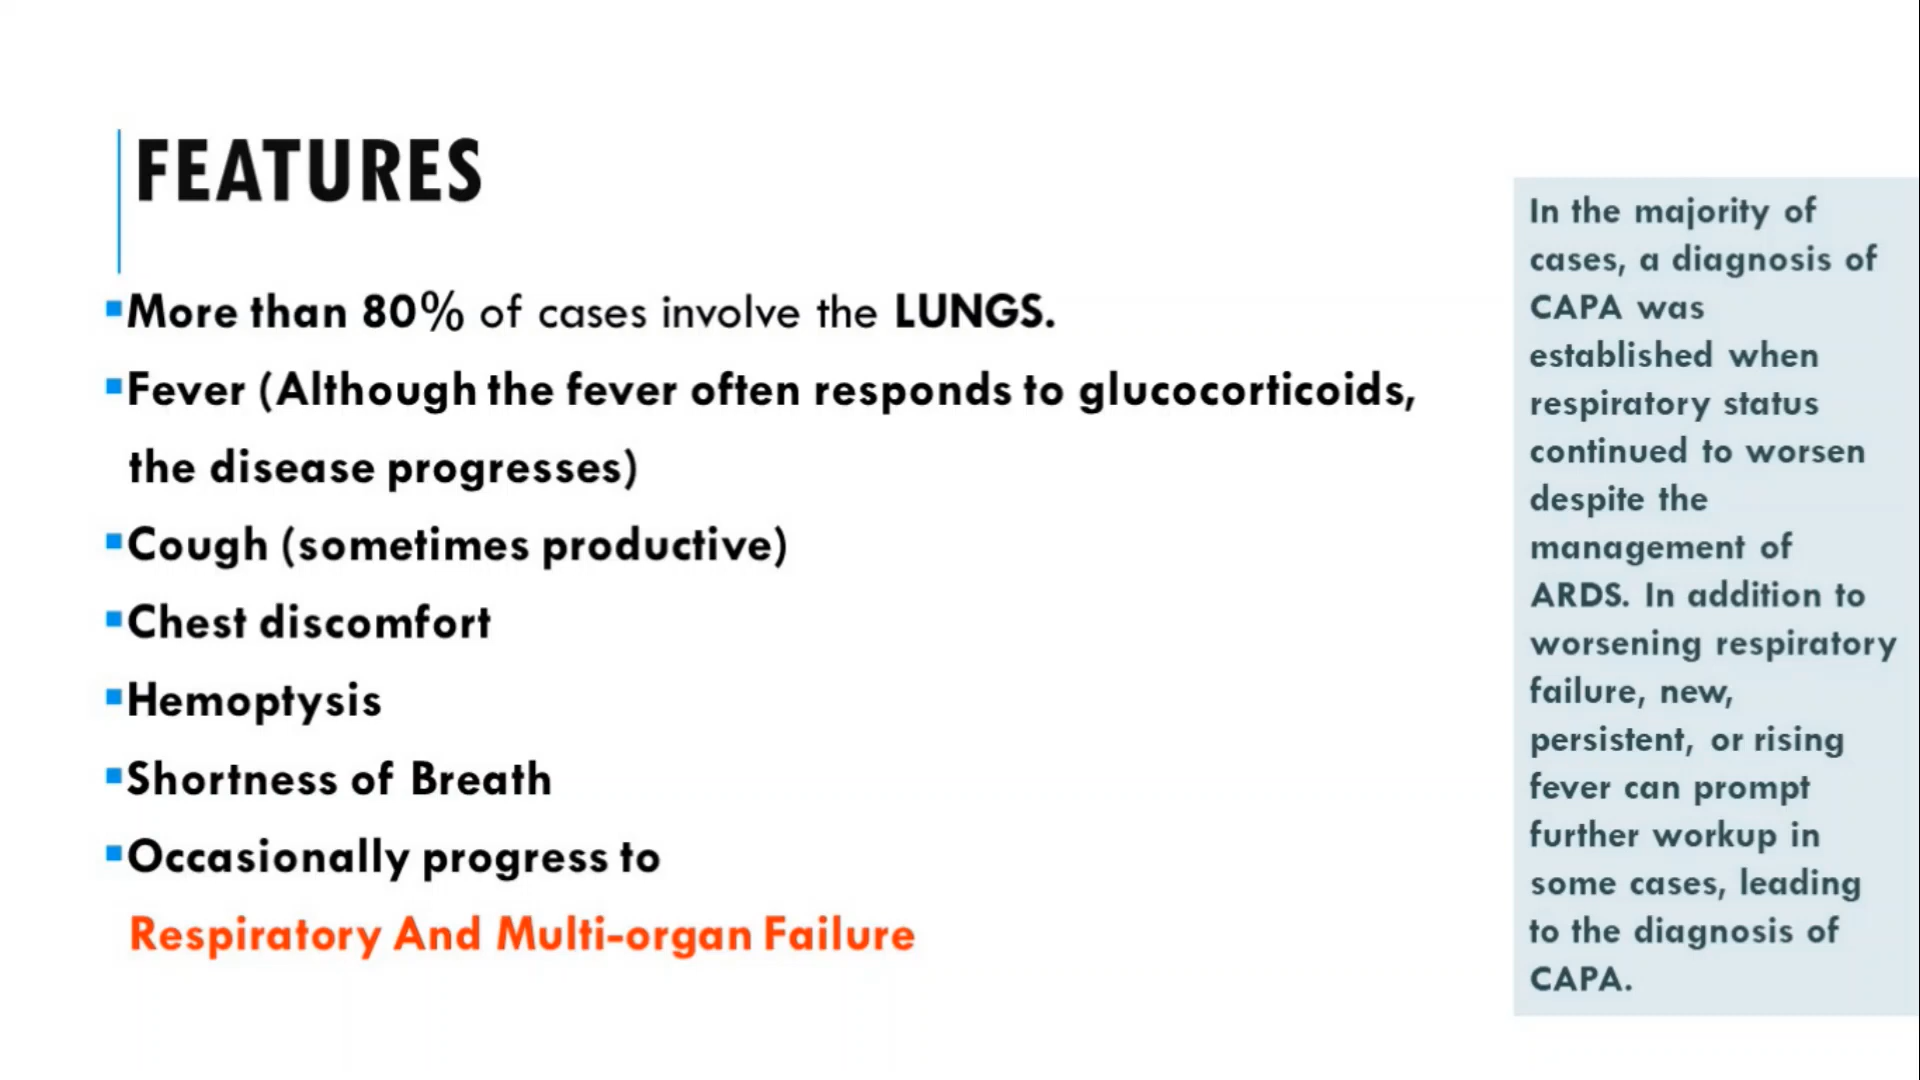 FEATURES
▪More than 80% of cases involve the LUNGS.
▪Fever (Although the fever often responds to glucocorticoids,
the disease progresses)
▪Cough (sometimes productive)
▪Chest discomfort
▪Hemoptysis
▪Shortness of Breath
▪Occasionally progress to
Respiratory And Multi-organ Failure
In the majority of
cases, a diagnosis of
CAPA was
established when
respiratory status
continued to worsen
despite the
management of
ARDS. In addition to
worsening respiratory
failure, new,
persistent, or rising
fever can prompt
further workup in
some cases, leading
to the diagnosis of
CAPA.